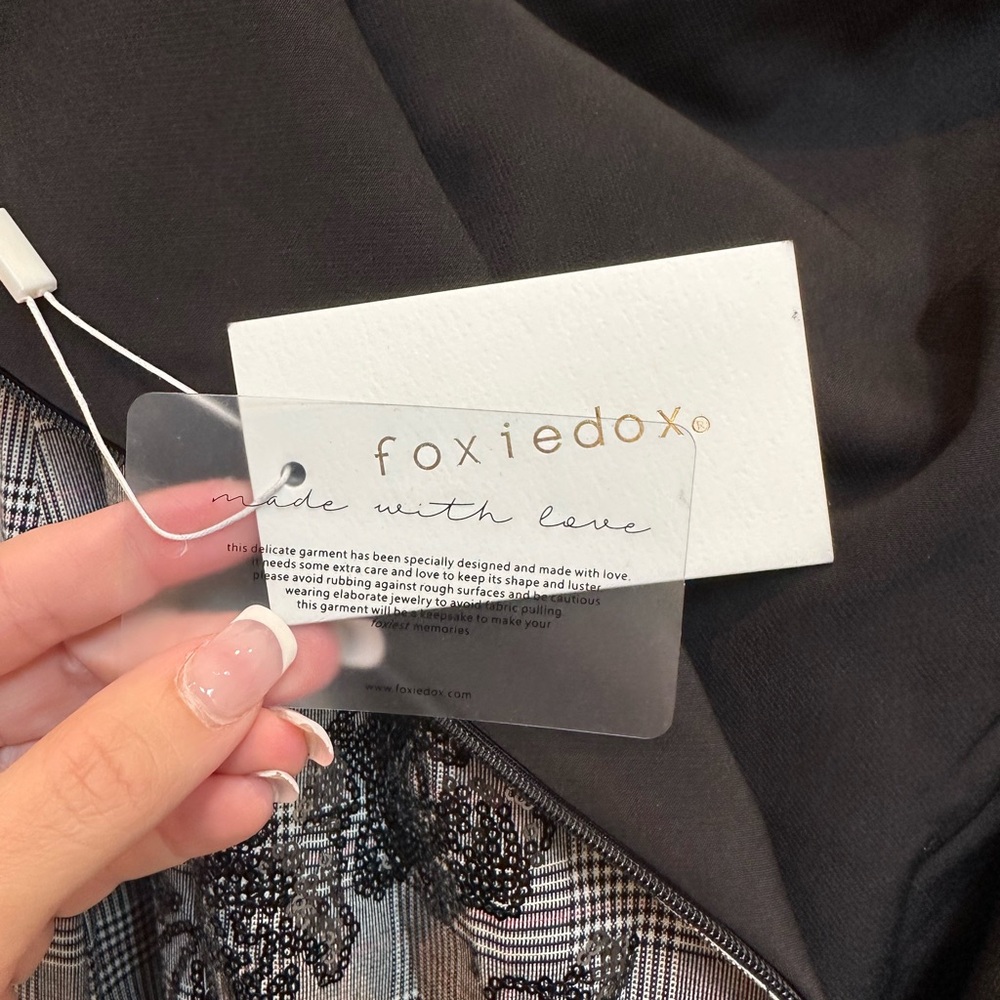 foxiedox®
made with love
this delicate garment has been specially designed and made with love.
it needs some extra care and love to keep its shape and luster.
please avoid rubbing against rough surfaces and be cautious
wearing elaborate jewelry to avoid fabric pulling
this garment will be a keepsake to make your
foxiest memories
www.foxiedox.com